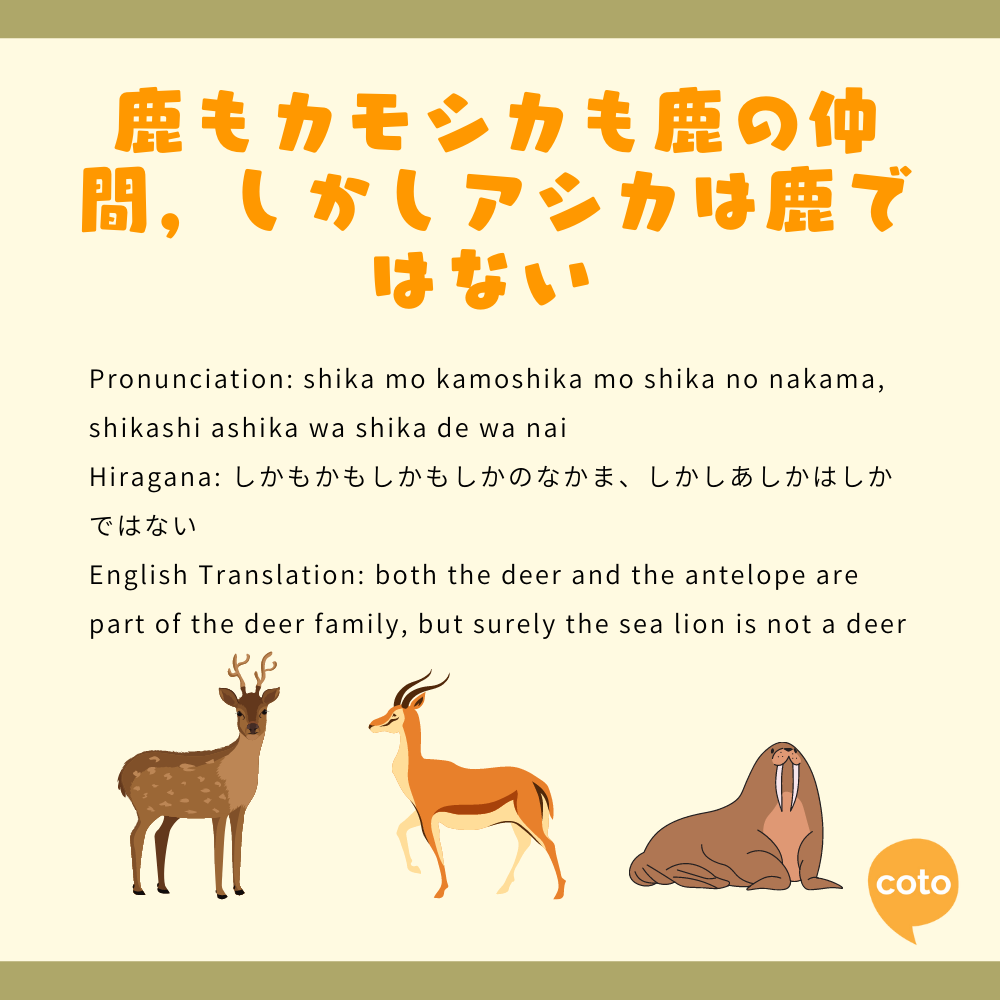 鹿もカモシカも鹿の仲
間，しかしアシカは鹿で
はない
Pronunciation: shika mo kamoshika mo shika no nakama,
shikashi ashika wa shika de wa nai
Hiragana: しかもかもしかもしかのなかま、しかしあしかはしか
ではない
English Translation: both the deer and the antelope are
part of the deer family, but surely the sea lion is not a deer
coto